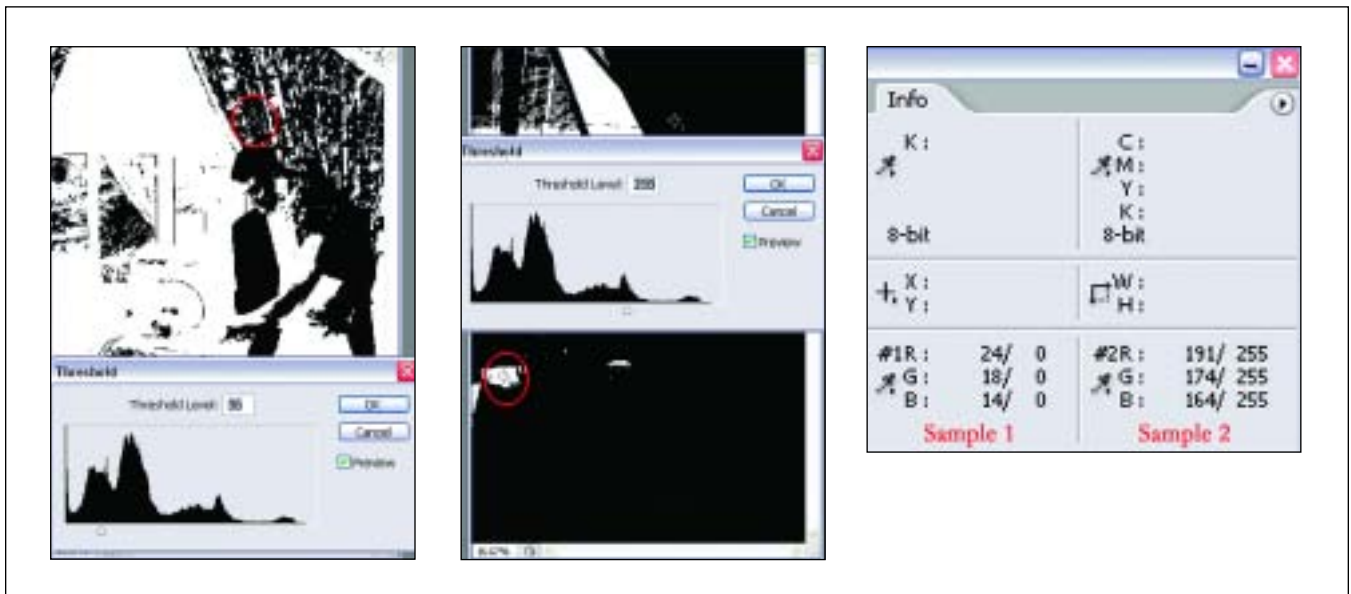 Threshold
Threshold Level:
OK
Cancel
Preview
Threshold
Threshold Level: 255
OK
Cancel
Preview
Info
K :
8-bit
C :
M :
Y :
K :
8-bit
X :
Y :
W :
H :
#1R : 24/ 0
G : 18/ 0
B : 14/ 0
#2R : 191/ 255
G : 174/ 255
B : 164/ 255
Sample 1
Sample 2